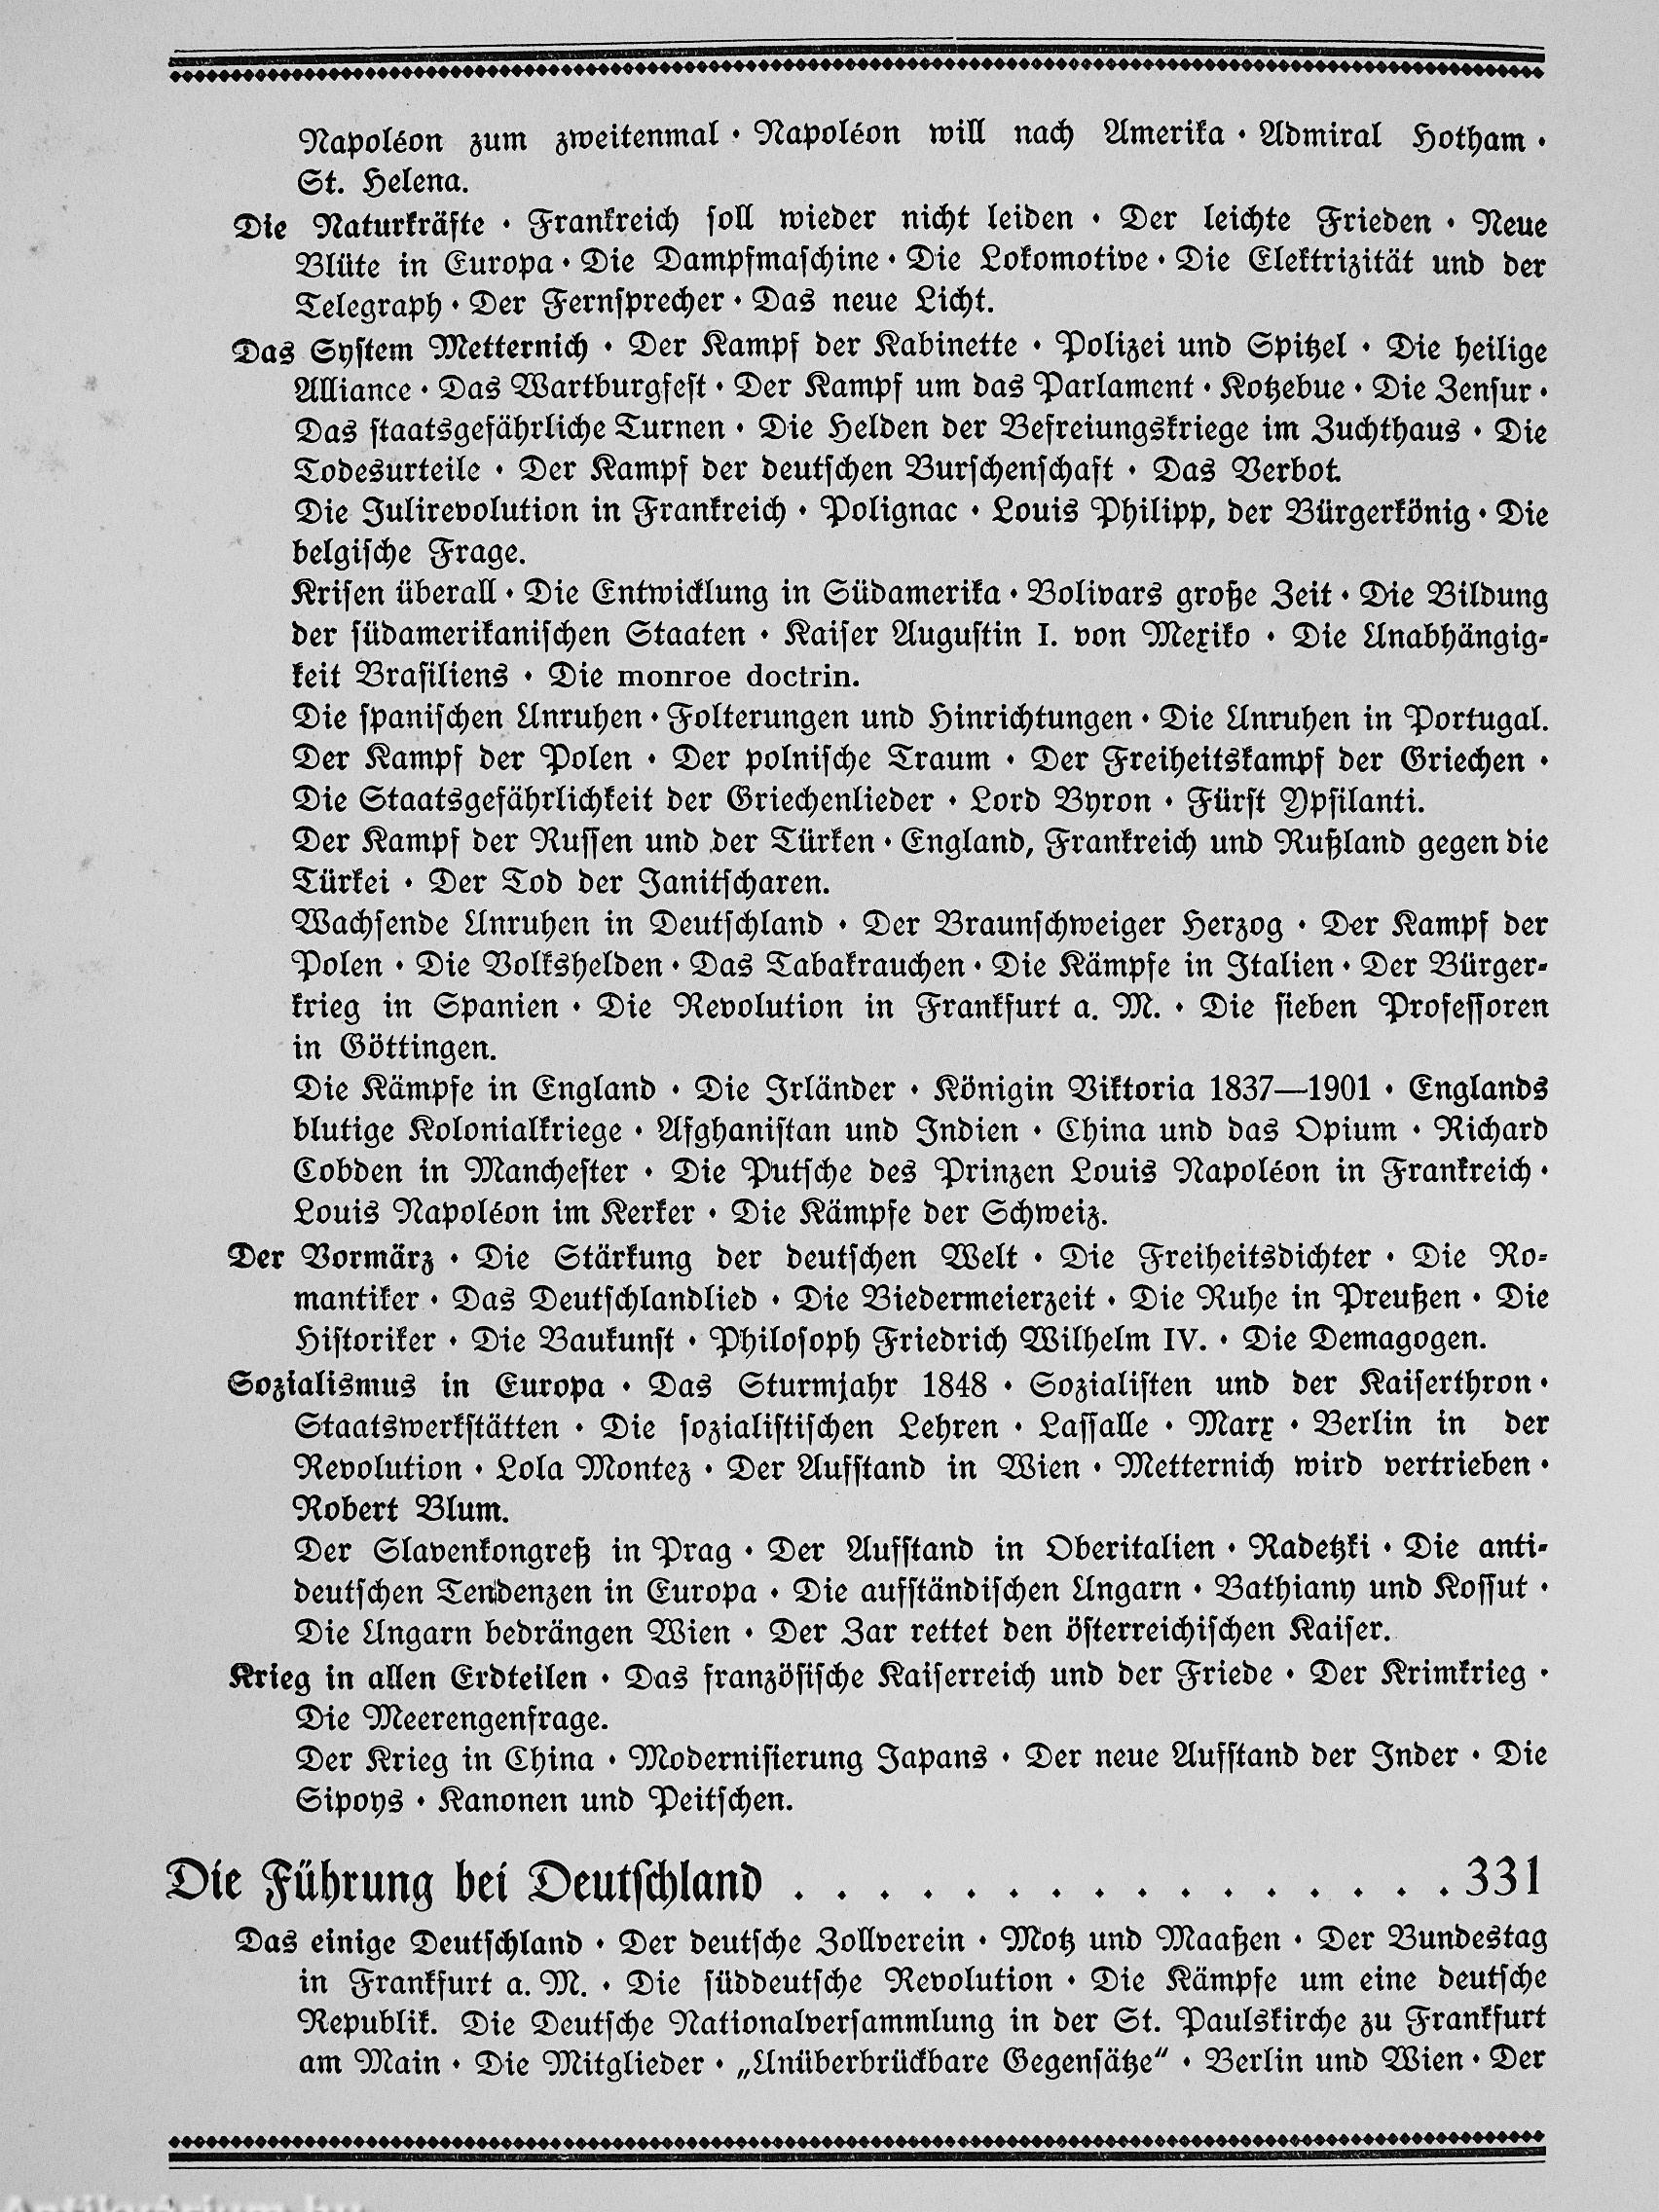 Napoléon zum zweitenmal • Napoléon will nach Amerika • Admiral Hotham •
St. Helena.
Die Naturkräfte • Frankreich soll wieder nicht leiden • Der leichte Frieden • Neue
Blüte in Europa • Die Dampfmaschine • Die Lokomotive • Die Elektrizität und der
Telegraph • Der Fernsprecher • Das neue Licht.
Das System Metternich • Der Kampf der Kabinette • Polizei und Spitzel • Die heilige
Alliance • Das Wartburgfest • Der Kampf um das Parlament • Kotzebue • Die Zensur •
Das staatsgefährliche Turnen • Die Helden der Befreiungskriege im Zuchthaus • Die
Todesurteile • Der Kampf der deutschen Burschenschaft • Das Verbot.
Die Julirevolution in Frankreich • Polignac • Louis Philipp, der Bürgerkönig • Die
belgische Frage.
Krisen überall • Die Entwicklung in Südamerika • Bolivars große Zeit • Die Bildung
der südamerikanischen Staaten • Kaiser Augustin I. von Mexiko • Die Unabhängig-
keit Brasiliens • Die monroe doctrin.
Die spanischen Unruhen • Folterungen und Hinrichtungen • Die Unruhen in Portugal.
Der Kampf der Polen • Der polnische Traum • Der Freiheitskampf der Griechen •
Die Staatsgefährlichkeit der Griechenlieder • Lord Byron • Fürst Ypsilanti.
Der Kampf der Russen und der Türken • England, Frankreich und Rußland gegen die
Türkei • Der Tod der Janitscharen.
Wachsende Unruhen in Deutschland • Der Braunschweiger Herzog • Der Kampf der
Polen • Die Volkshelden • Das Tabakrauchen • Die Kämpfe in Italien • Der Bürger-
krieg in Spanien • Die Revolution in Frankfurt a. M. • Die sieben Professoren
in Göttingen.
Die Kämpfe in England • Die Irländer • Königin Viktoria 1837—1901 • Englands
blutige Kolonialkriege • Afghanistan und Indien • China und das Opium • Richard
Cobden in Manchester • Die Putsche des Prinzen Louis Napoléon in Frankreich •
Louis Napoléon im Kerker • Die Kämpfe der Schweiz.
Der Vormärz • Die Stärkung der deutschen Welt • Die Freiheitsdichter • Die Ro-
mantiker • Das Deutschlandlied • Die Biedermeierzeit • Die Ruhe in Preußen • Die
Historiker • Die Baukunst • Philosoph Friedrich Wilhelm IV. • Die Demagogen.
Sozialismus in Europa • Das Sturmjahr 1848 • Sozialisten und der Kaiserthron •
Staatswerkstätten • Die sozialistischen Lehren • Lassalle • Marx • Berlin in der
Revolution • Lola Montez • Der Aufstand in Wien • Metternich wird vertrieben •
Robert Blum.
Der Slavenkongreß in Prag • Der Aufstand in Oberitalien • Radetzki • Die anti-
deutschen Tendenzen in Europa • Die aufständischen Ungarn • Bathiany und Kossut •
Die Ungarn bedrängen Wien • Der Zar rettet den österreichischen Kaiser.
Krieg in allen Erdteilen • Das französische Kaiserreich und der Friede • Der Krimkrieg •
Die Meerengenfrage.
Der Krieg in China • Modernisierung Japans • Der neue Aufstand der Inder • Die
Sipoys • Kanonen und Peitschen.
Die Führung bei Deutschland . . . . . . . . . . . . . . . . 331
Das einige Deutschland • Der deutsche Zollverein • Motz und Maaßen • Der Bundestag
in Frankfurt a. M. • Die süddeutsche Revolution • Die Kämpfe um eine deutsche
Republik. Die Deutsche Nationalversammlung in der St. Paulskirche zu Frankfurt
am Main • Die Mitglieder • „Unüberbrückbare Gegensätze“ • Berlin und Wien • Der